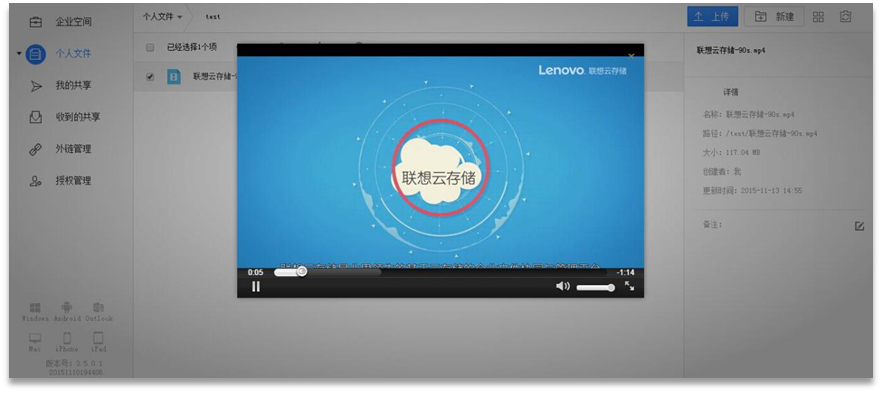 企业空间
个人文件
我的共享
收到的共享
外链管理
授权管理
Windows Android OutLook
Mac iPhone iPad
版本号: 3.5.0.1
个人文件 test
上传
新建
已经选择1个项
联想云存储-9
Lenovo 联想云存储
联想云存储
0:05
-1:14
联想云存储-90s.mp4
详情
名称: 联想云存储-90s.mp4
路径: /test/联想云存储-90s.mp4
大小: 117.04 MB
创建者: 我
更新时间: 2015-11-13 14:55
备注: